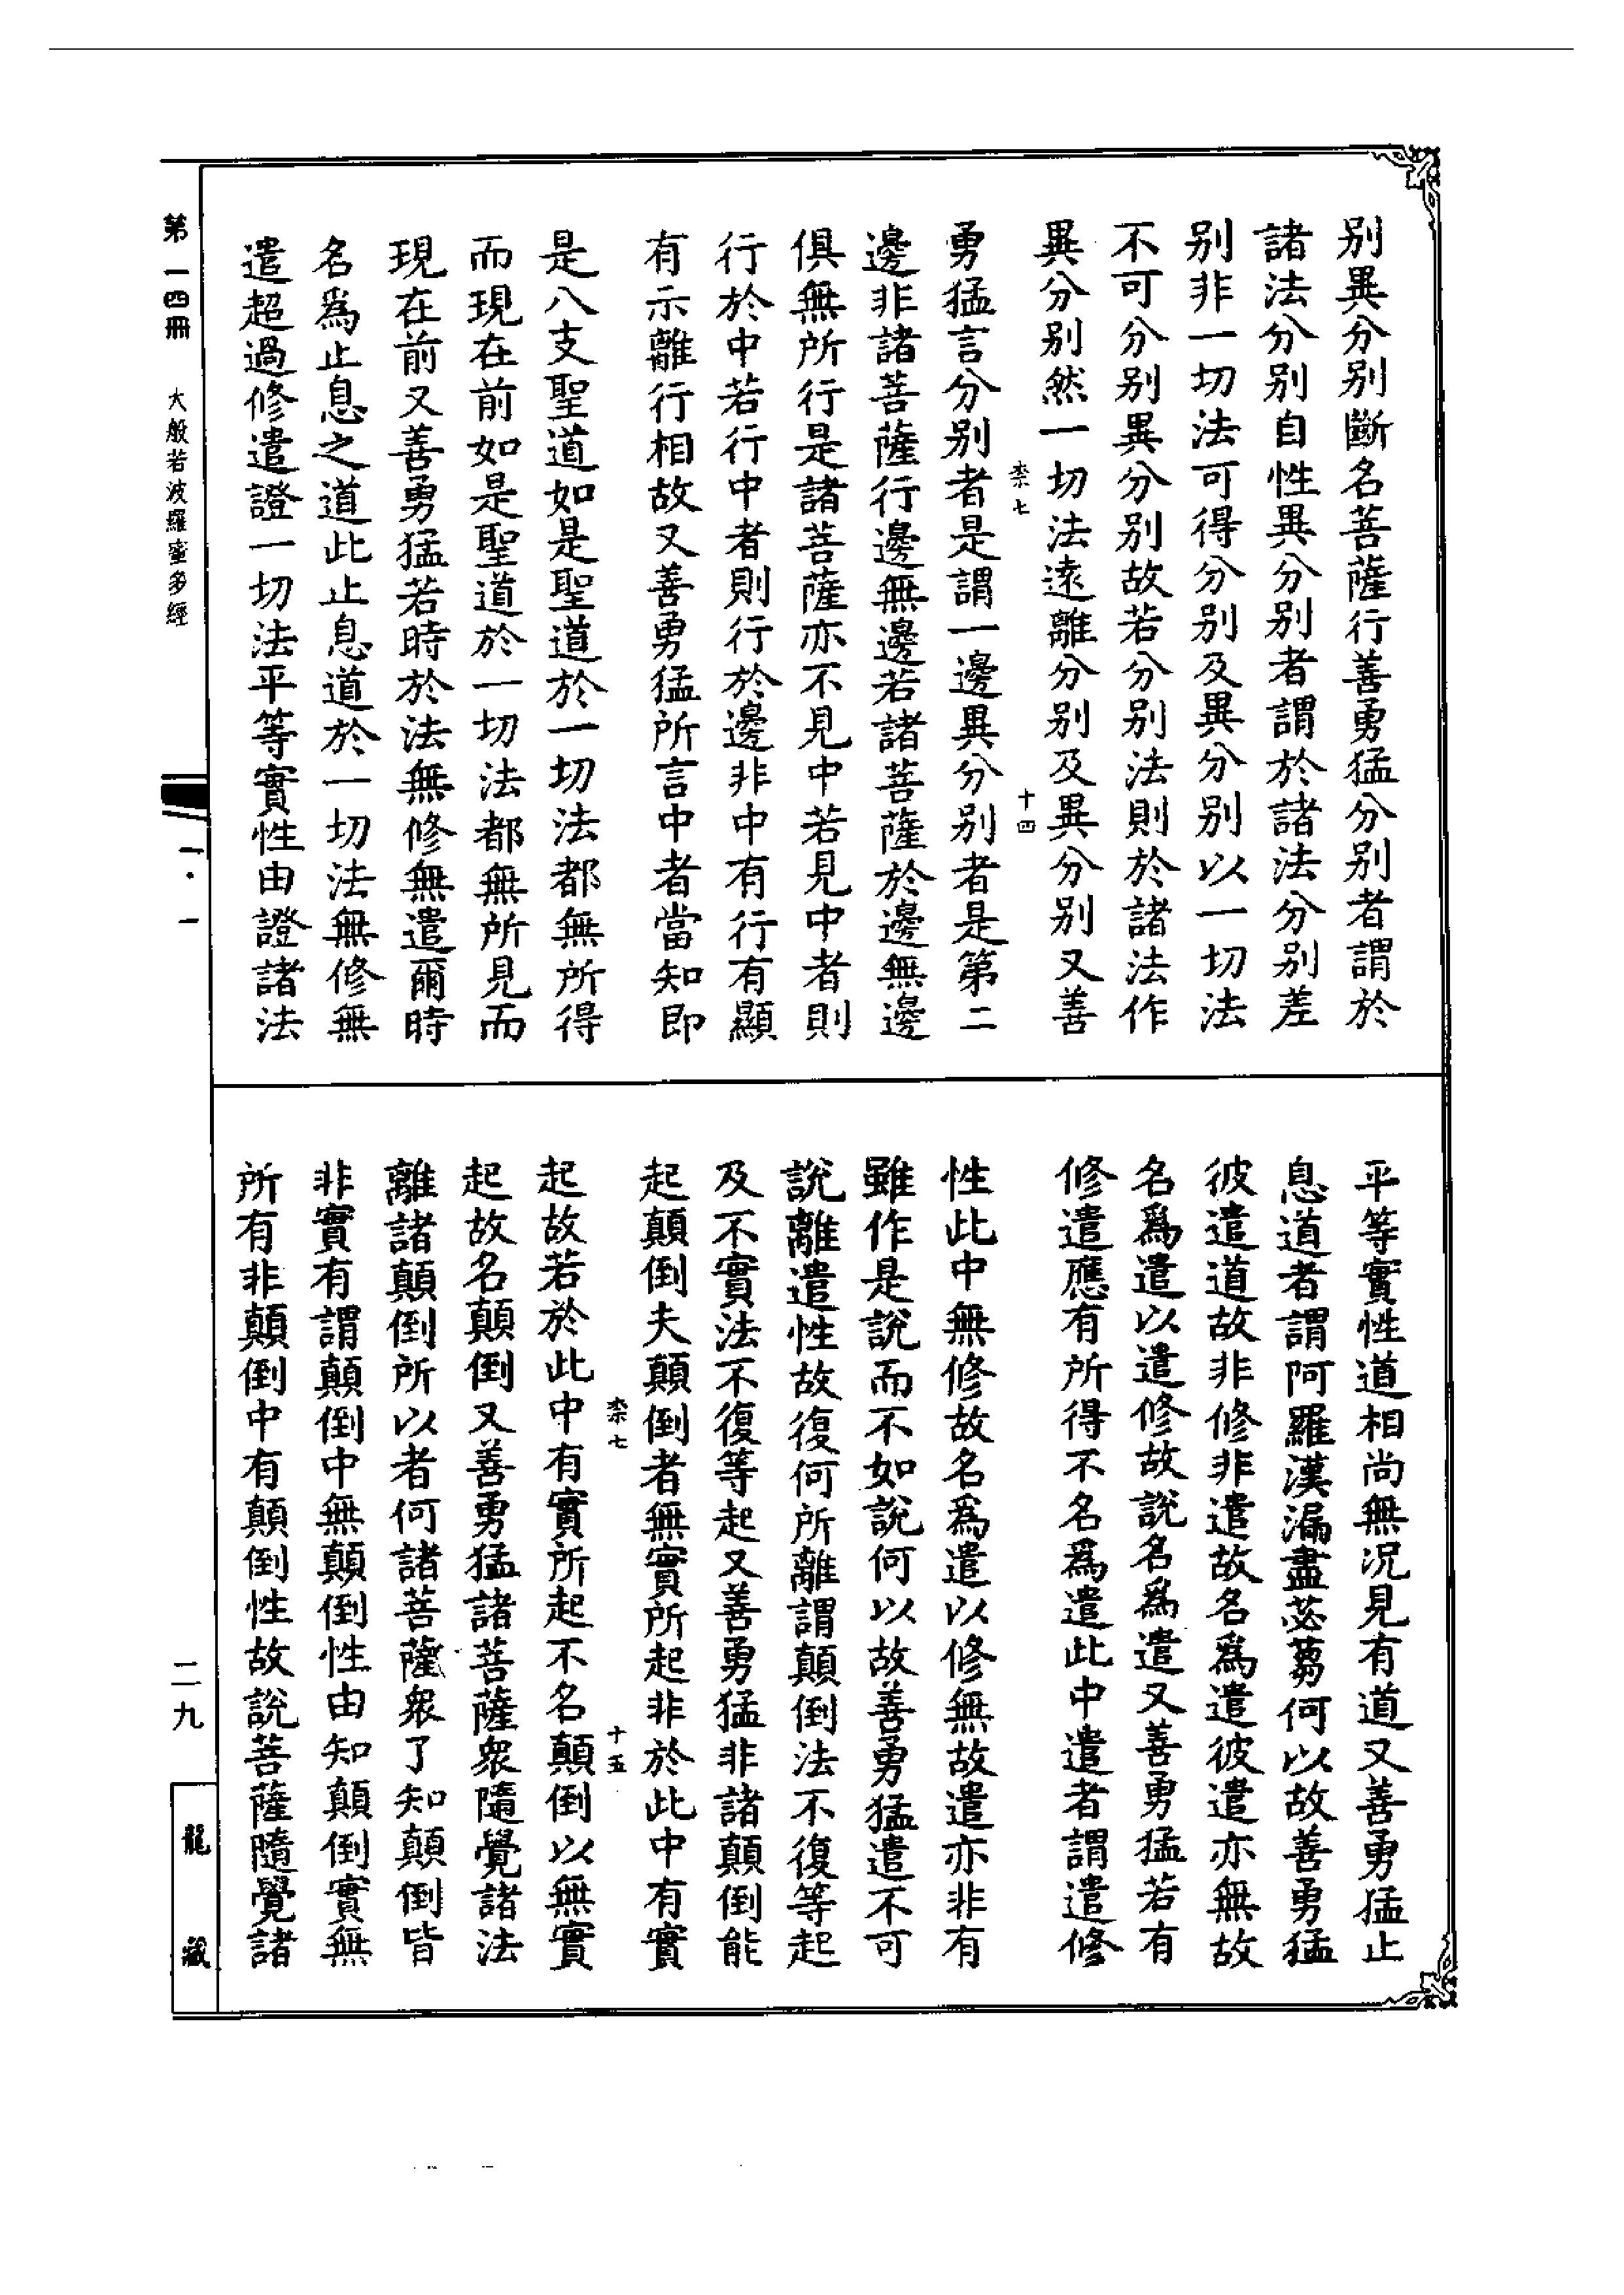 别異分别斷名菩薩行善勇猛分别者謂於
諸法分别自性異分别者謂於諸法分别差
别非一切法可得分别及異分别以一切法
不可分别異分别故若分别法則於諸法作
異分别然一切法遠離分别及異分别又善
柰七 十四
勇猛言分别者是謂一邊異分别者是第二
邊非諸菩薩行邊無邊若諸菩薩於邊無邊
俱無所行是諸菩薩亦不見中若見中者則
行於中若行中者則行於邊非中有行有顯
有示離行相故又善勇猛所言中者當知即
是八支聖道如是聖道於一切法都無所得
而現在前如是聖道於一切法都無所見而
現在前又善勇猛若時於法無修無遣爾時
名爲止息之道此止息道於一切法無修無
遣超過修遣證一切法平等實性由證諸法
平等實性道相尚無况見有道又善勇猛止
息道者謂阿羅漢漏盡苾芻何以故善勇猛
彼遣道故非修非遣故名爲遣彼遣亦無故
名爲遣以遣修故說名爲遣又善勇猛若有
修遣應有所得不名爲遣此中遣者謂遣修
性此中無修故名爲遣以修無故遣亦非有
雖作是說而不如說何以故善勇猛遣不可
說離遣性故復何所離謂顛倒法不復等起
及不實法不復等起又善勇猛非諸顛倒能
起顛倒夫顛倒者無實所起非於此中有實
柰七 十五
起故若於此中有實所起不名顛倒以無實
起故名顛倒又善勇猛諸菩薩衆隨覺諸法
離諸顛倒所以者何諸菩薩衆了知顛倒皆
非實有謂顛倒中無顛倒性由知顛倒實無
所有非顛倒中有顛倒性故說菩薩隨覺諸
第一四冊 大般若波羅蜜多經
一·一
二九
龍藏